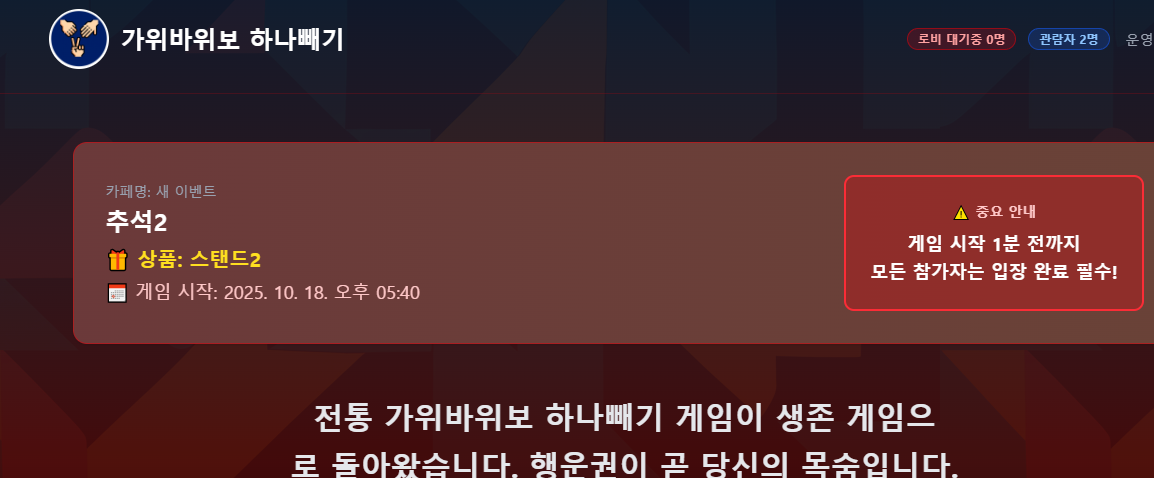 가위바위보 하나빼기
로비 대기중 0명
관람자 2명
운영
카페명: 새 이벤트
추석2
상품: 스탠드2
게임 시작: 2025. 10. 18. 오후 05:40
중요 안내
게임 시작 1분 전까지
모든 참가자는 입장 완료 필수!
전통 가위바위보 하나빼기 게임이 생존 게임으
로 돌아왔습니다. 행운권이 곧 당신의 목숨입니다.